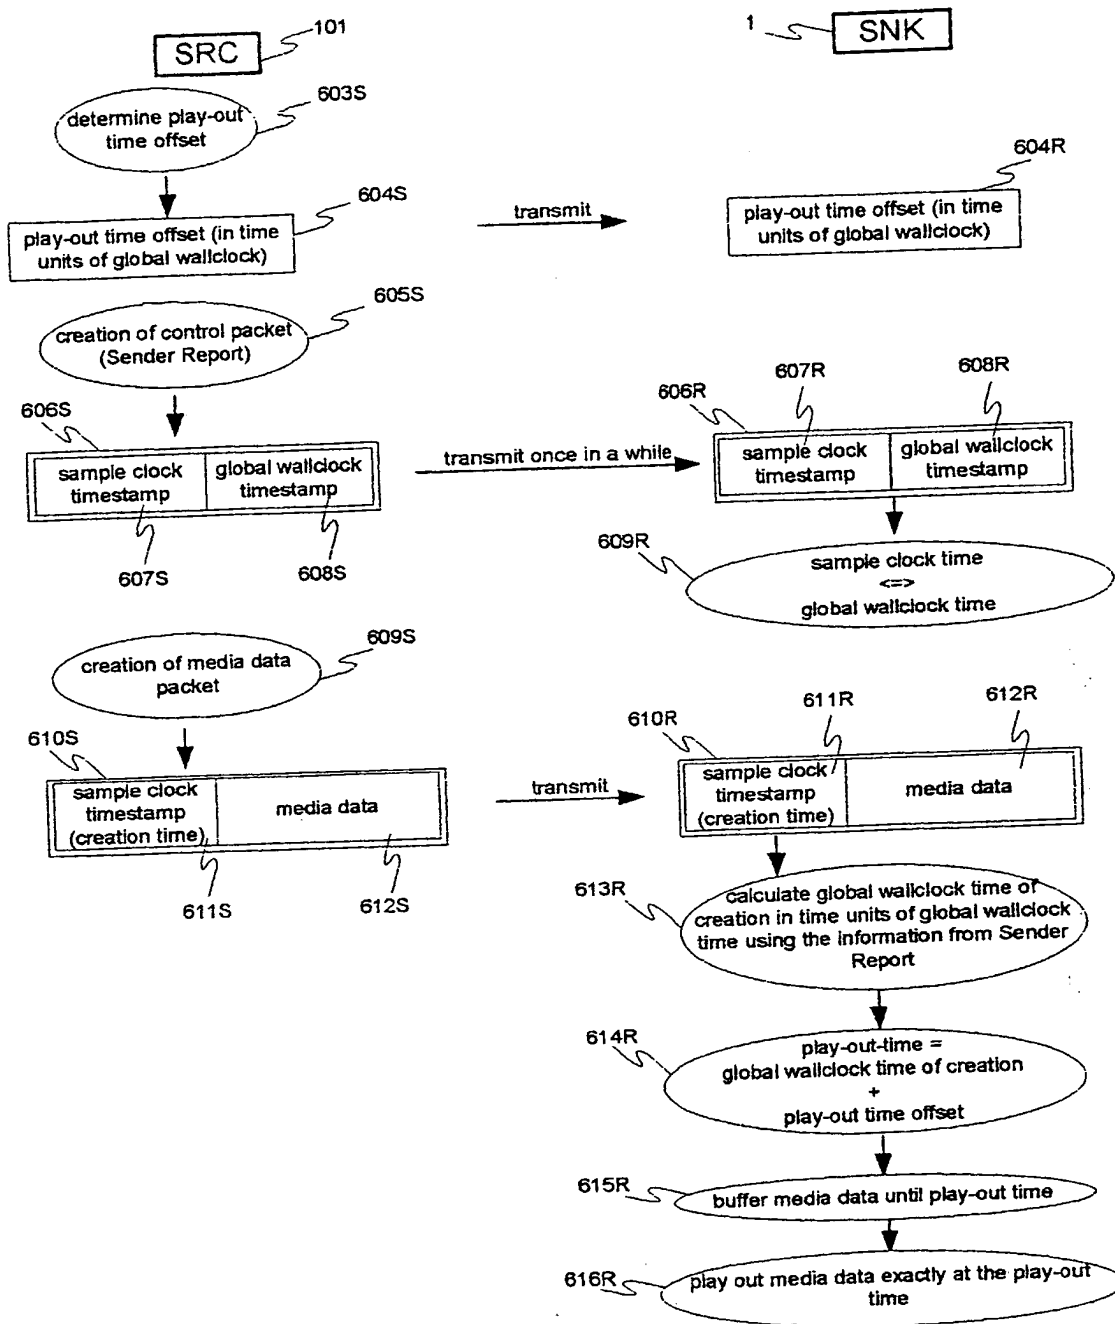 SRC
101
1
SNK
603S
determine play-out
time offset
604S
play-out time offset (in time
units of global wallclock)
transmit
604R
play-out time offset (in time
units of global wallclock)
605S
creation of control packet
(Sender Report)
606S
sample clock
timestamp
global wallclock
timestamp
607S
608S
transmit once in a while
606R
607R
608R
sample clock
timestamp
global wallclock
timestamp
609R
sample clock time
<=>
global wallclock time
609S
creation of media data
packet
610S
sample clock
timestamp
(creation time)
media data
611S
612S
transmit
610R
611R
612R
sample clock
timestamp
(creation time)
media data
613R
calculate global wallclock time of
creation in time units of global wallclock
time using the information from Sender
Report
614R
play-out-time =
global wallclock time of creation
+
play-out time offset
615R
buffer media data until play-out time
616R
play out media data exactly at the play-out
time